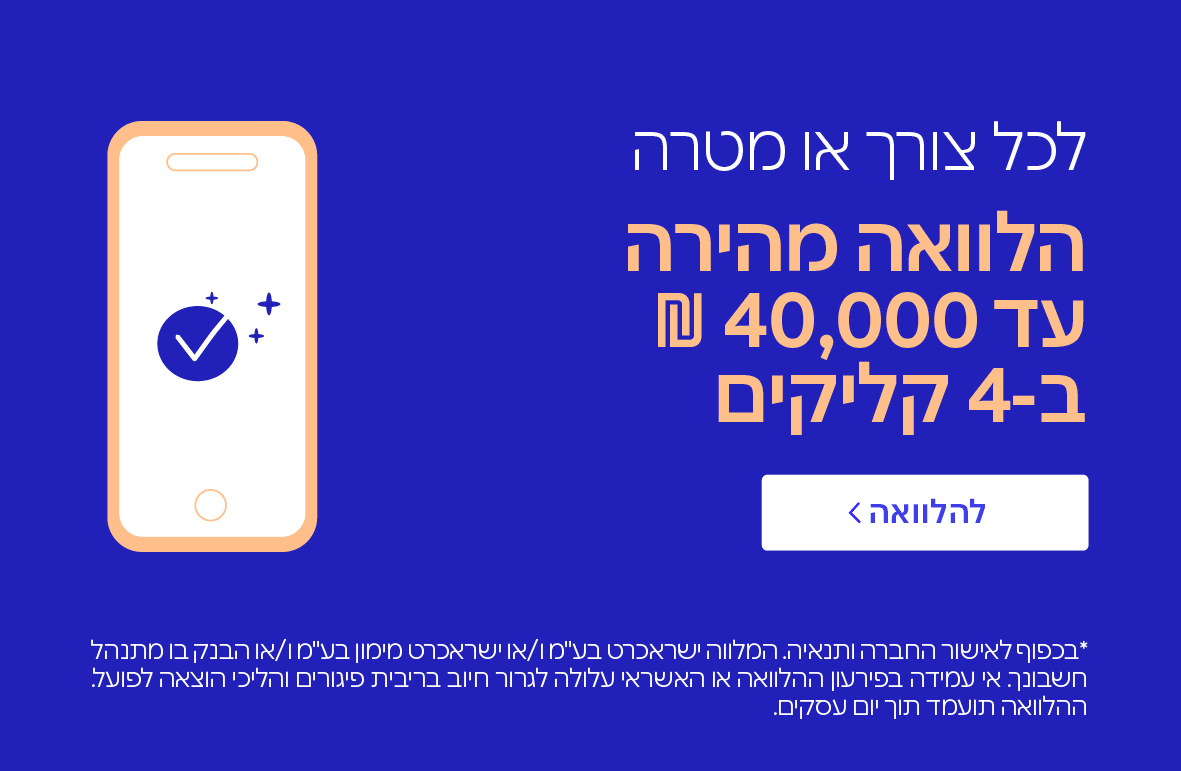 לכל צורך או מטרה
הלוואה מהירה
עד 40,000 ₪
ב-4 קליקים
להלוואה >
*בכפוף לאישור החברה ותנאיה. המלווה ישראכרט בע"מ ו/או ישראכרט מימון בע"מ ו/או הבנק בו מתנהל
חשבונך. אי עמידה בפירעון ההלוואה או האשראי עלולה לגרור חיוב בריבית פיגורים והליכי הוצאה לפועל.
ההלוואה תועמד תוך יום עסקים.